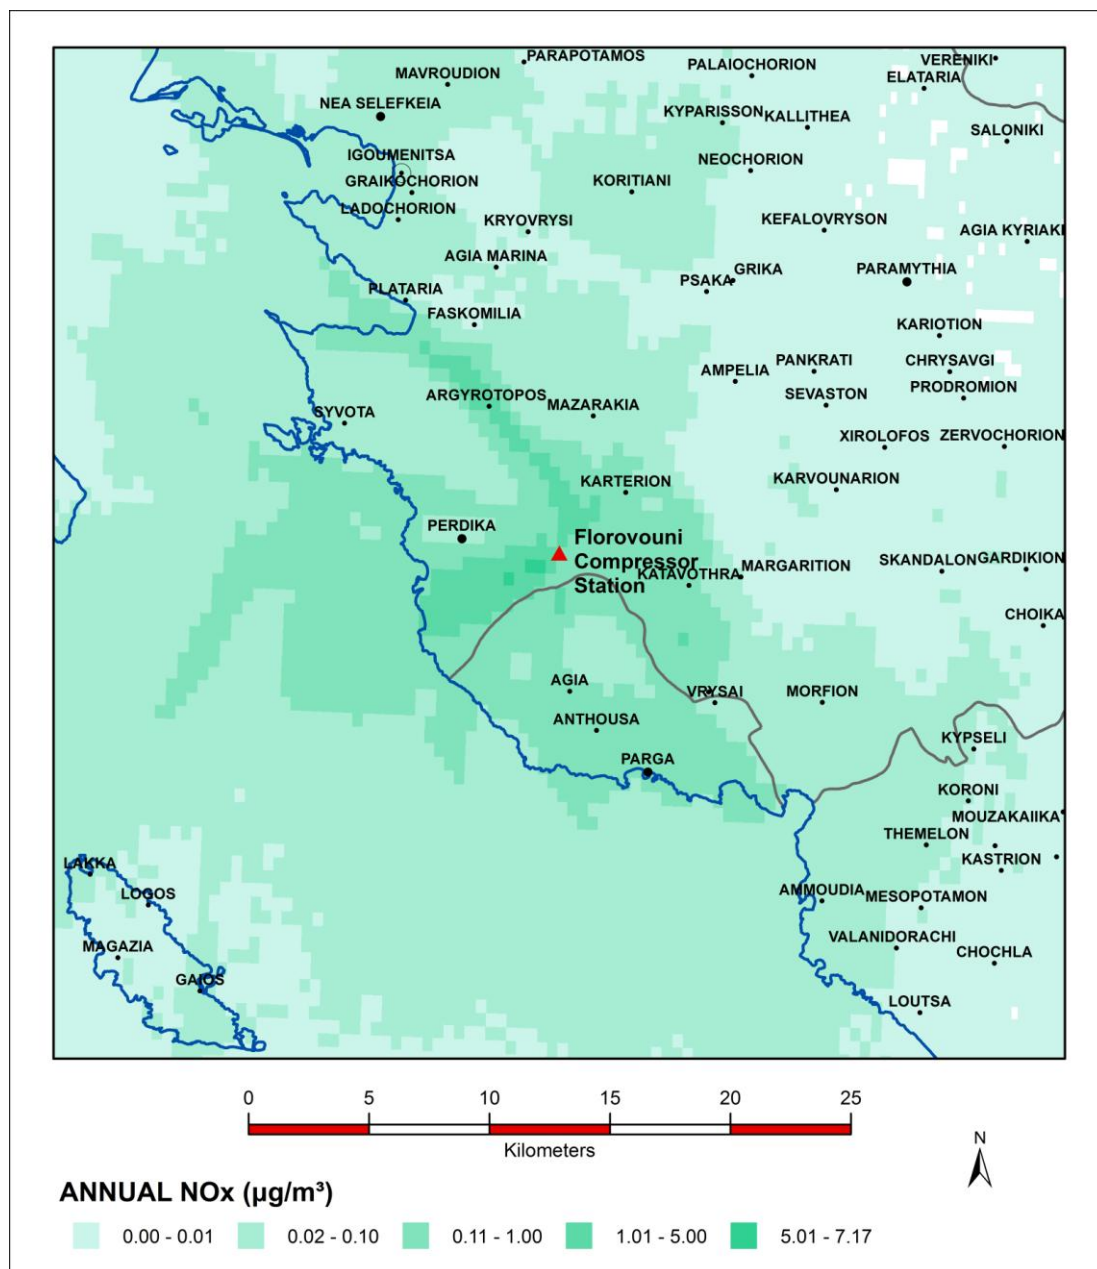 PARAPOTAMOS
VERENIKI
PALAIOCHORION
MAVROUDION
ELATARIA
NEA SELEFKEIA
KYPARISSON
KALLITHEA
SALONIKI
IGOUMENITSA
NEOCHORION
GRAIKOCHORION
KORITIANI
LADOCHORION
KRYOVRYSI
KEFALOVRYSON
AGIA KYRIAKI
AGIA MARINA
GRIKA
PARAMYTHIA
PSAKA
PLATARIA
FASKOMILIA
KARIOTION
PANKRATI
CHRYSAVGI
AMPELIA
PRODROMION
ARGYROTOPOS
SEVASTON
MAZARAKIA
SYVOTA
XIROLOFOS
ZERVOCHORION
KARTERION
KARVOUNARION
PERDIKA
Florovouni
Compressor
Station
KATAVOTHRA
MARGARITION
SKANDALON
GARDIKION
CHOIKA
AGIA
VRYSAI
MORFION
ANTHOUSA
KYPSELI
PARGA
KORONI
MOUZAKAIIKA
THEMELON
LAKKA
KASTRION
LOGOS
AMMOUDIA
MESOPOTAMON
MAGAZIA
VALANIDORACHI
CHOCHLA
GAIOS
LOUTSA
0 5 10 15 20 25
Kilometers
N
ANNUAL NOx (µg/m³)
0.00 - 0.01 0.02 - 0.10 0.11 - 1.00 1.01 - 5.00 5.01 - 7.17